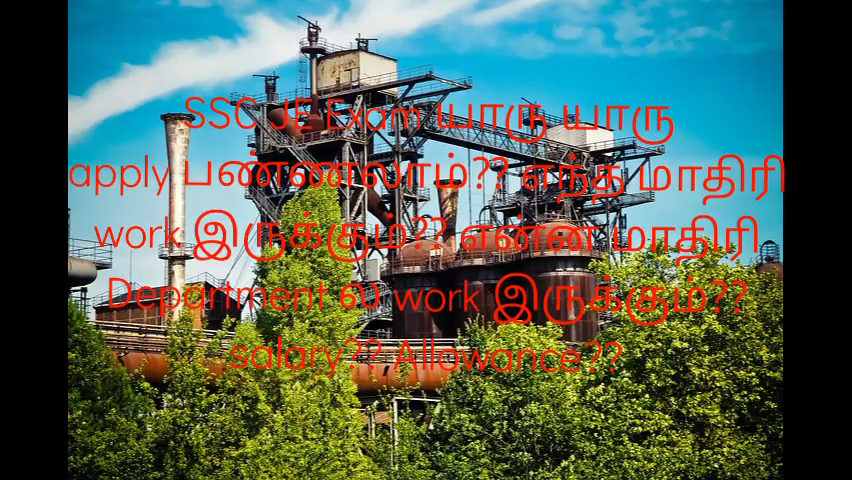 SSC JE Exam யாரு யாரு
apply பண்ணலாம்?? எந்த மாதிரி
work இருக்கும்?? என்ன மாதிரி
Department ல work இருக்கும்??
salary?? Allowance??